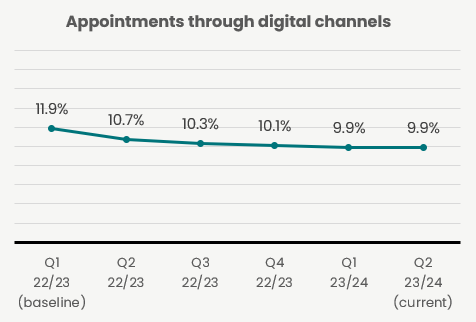 Appointments through digital channels
11.9%
10.7%
10.3%
10.1%
9.9%
9.9%
Q1 Q2 Q3 Q4 Q1 Q2
22/23 22/23 22/23 22/23 23/24 23/24
(baseline) (current)